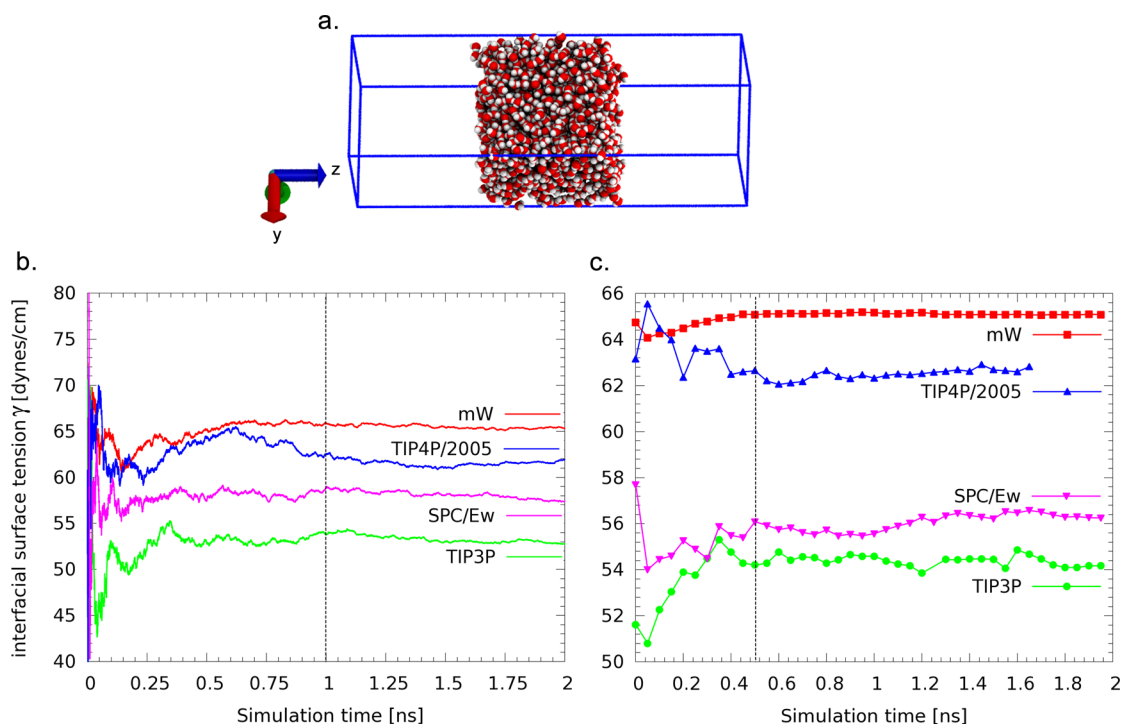 a.
z
y
b.
c.
interfacial surface tension γ [dynes/cm]
80
75
70
65
60
55
50
45
40
mW
TIP4P/2005
SPC/Ew
TIP3P
0 0.25 0.5 0.75 1 1.25 1.5 1.75 2
Simulation time [ns]
66
64
62
60
58
56
54
52
50
mW
TIP4P/2005
SPC/Ew
TIP3P
0 0.2 0.4 0.6 0.8 1 1.2 1.4 1.6 1.8 2
Simulation time [ns]